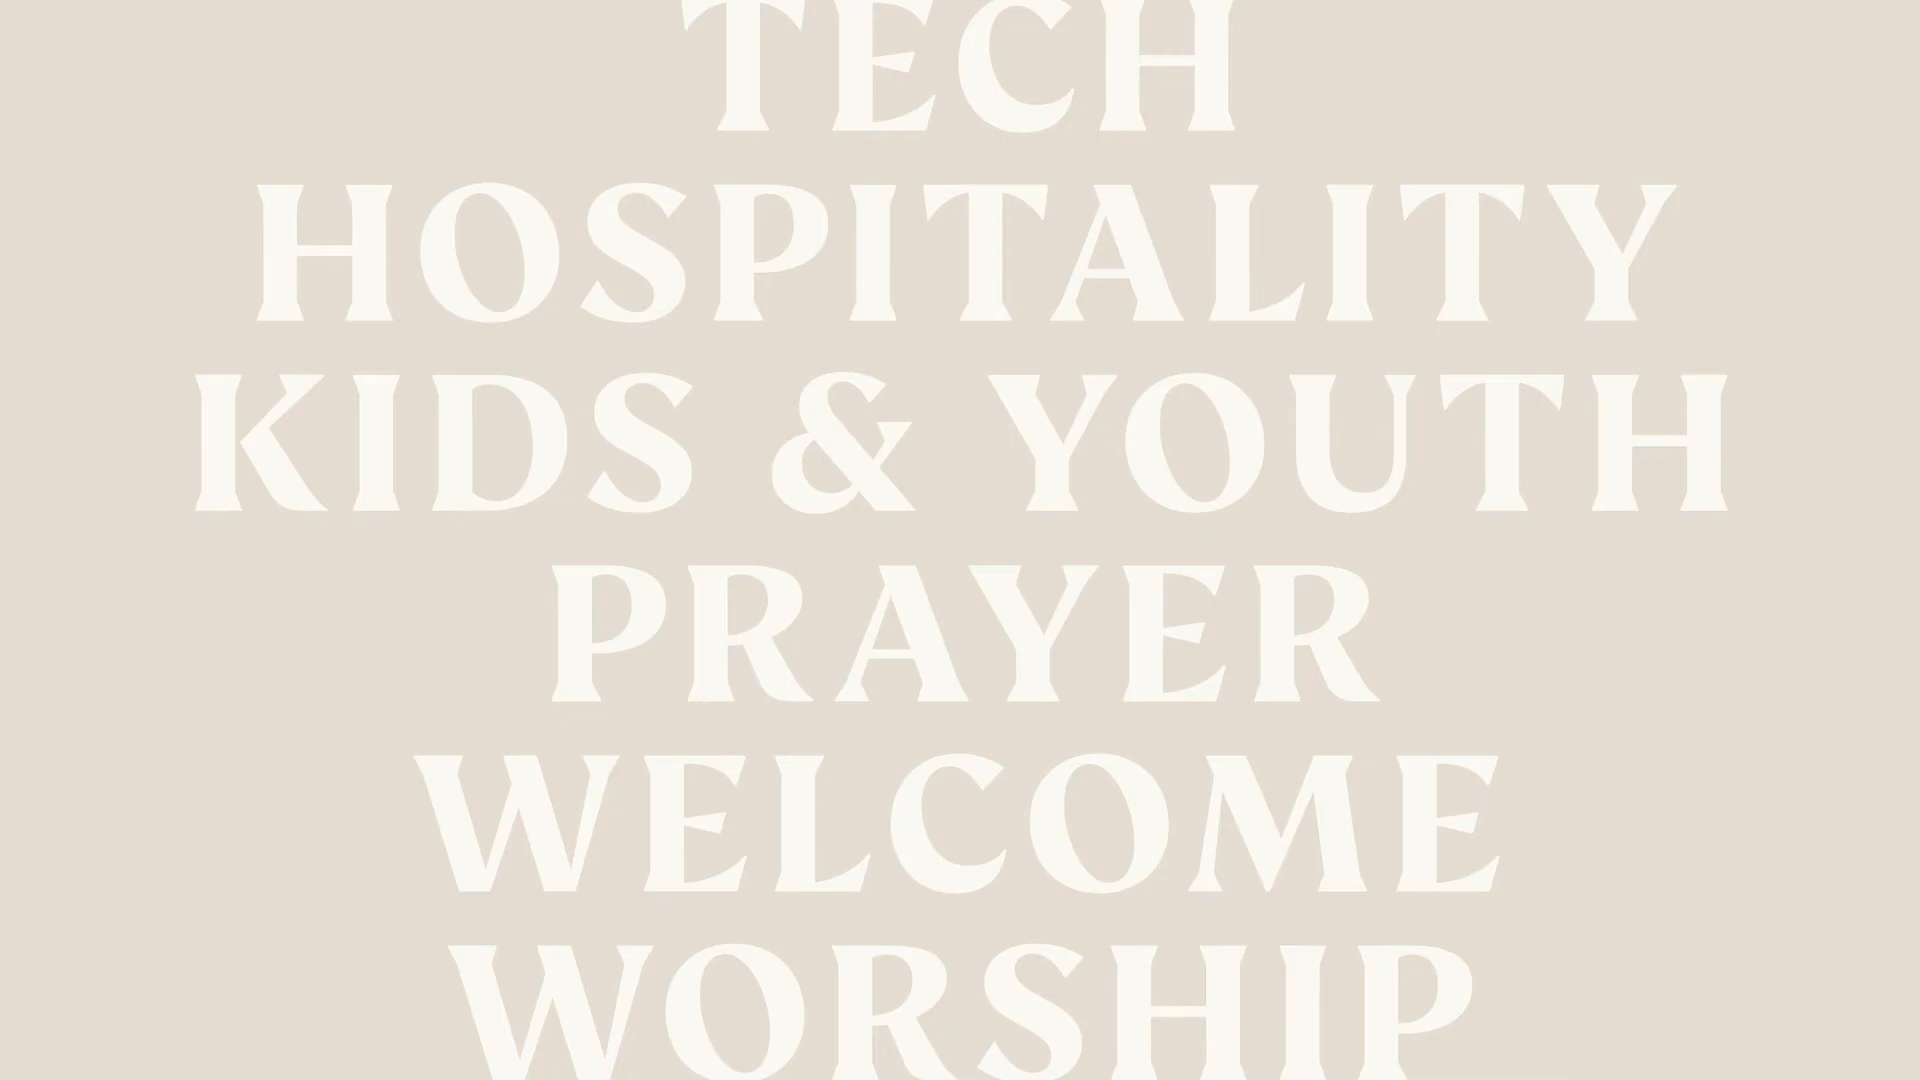 TECH
HOSPITALITY
KIDS & YOUTH
PRAYER
WELCOME
WORSHIP